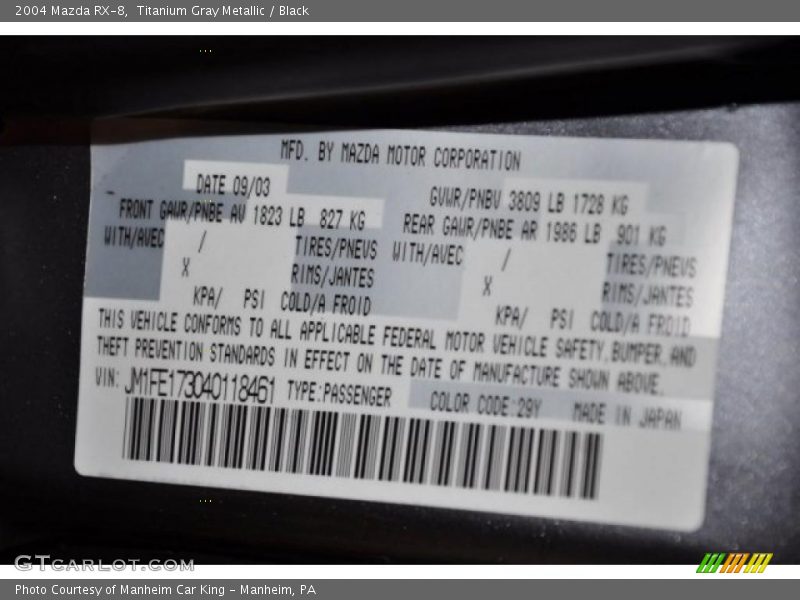 2004 Mazda RX-8, Titanium Gray Metallic / Black
MFD. BY MAZDA MOTOR CORPORATION
DATE 09/03
GVWR/PNBV 3809 LB 1728 KG
FRONT GAWR/PNBE AV 1823 LB 827 KG
REAR GAWR/PNBE AR 1986 LB 901 KG
WITH/AVEC / TIRES/PNEUS
WITH/AVEC / TIRES/PNEUS
X RIMS/JANTES
X RIMS/JANTES
KPA/ PSI COLD/A FROID
KPA/ PSI COLD/A FROID
THIS VEHICLE CONFORMS TO ALL APPLICABLE FEDERAL MOTOR VEHICLE SAFETY, BUMPER, AND
THEFT PREVENTION STANDARDS IN EFFECT ON THE DATE OF MANUFACTURE SHOWN ABOVE.
VIN: JM1FE173040118461 TYPE:PASSENGER COLOR CODE:29Y MADE IN JAPAN
GTCARLOT.COM
Photo Courtesy of Manheim Car King - Manheim, PA